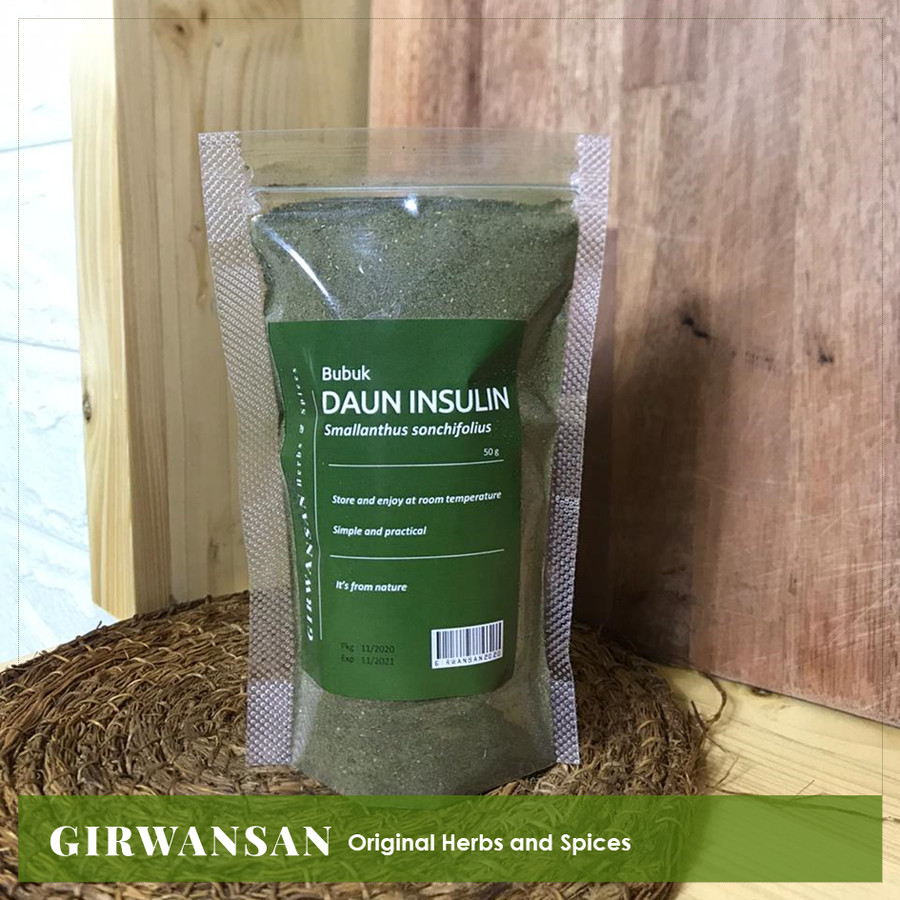 Bubuk
DAUN INSULIN
Smallanthus sonchifolius
50 g
Store and enjoy at room temperature
Simple and practical
It's from nature
Pkg 11/2020
Exp 11/2021
GIRWANSAN2020
GIRWANSAN Herbs & Spices
GIRWANSAN Original Herbs and Spices